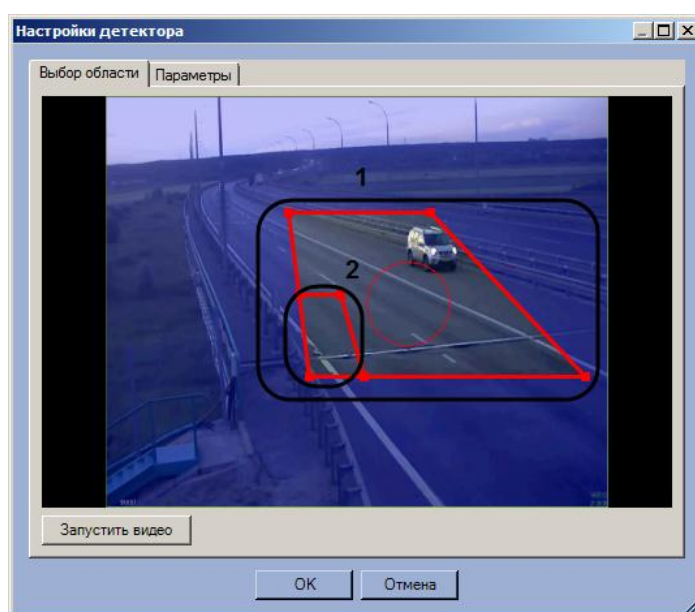 Настройки детектора
Выбор области
Параметры
1
2
Запустить видео
OK
Отмена